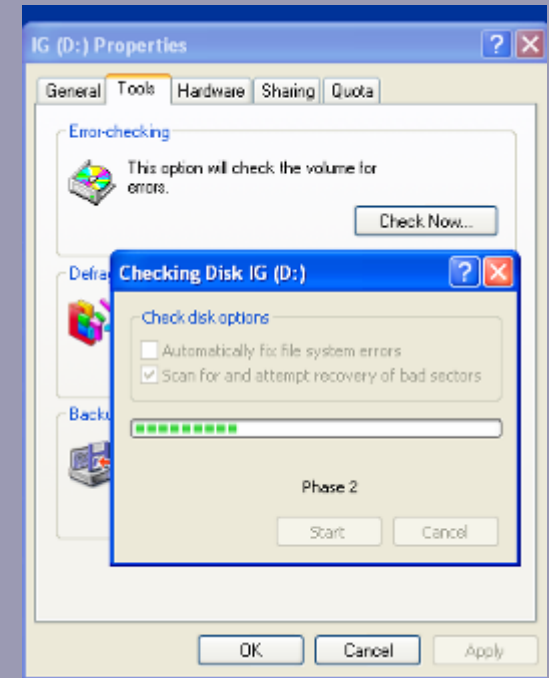 IG (D:) Properties
General Tools Hardware Sharing Quota
Error-checking
This option will check the volume for
errors.
Check Now...
Defra
Checking Disk IG (D:)
Check disk options
Automatically fix file system errors
Scan for and attempt recovery of bad sectors
Backu
Phase 2
Start Cancel
OK Cancel Apply